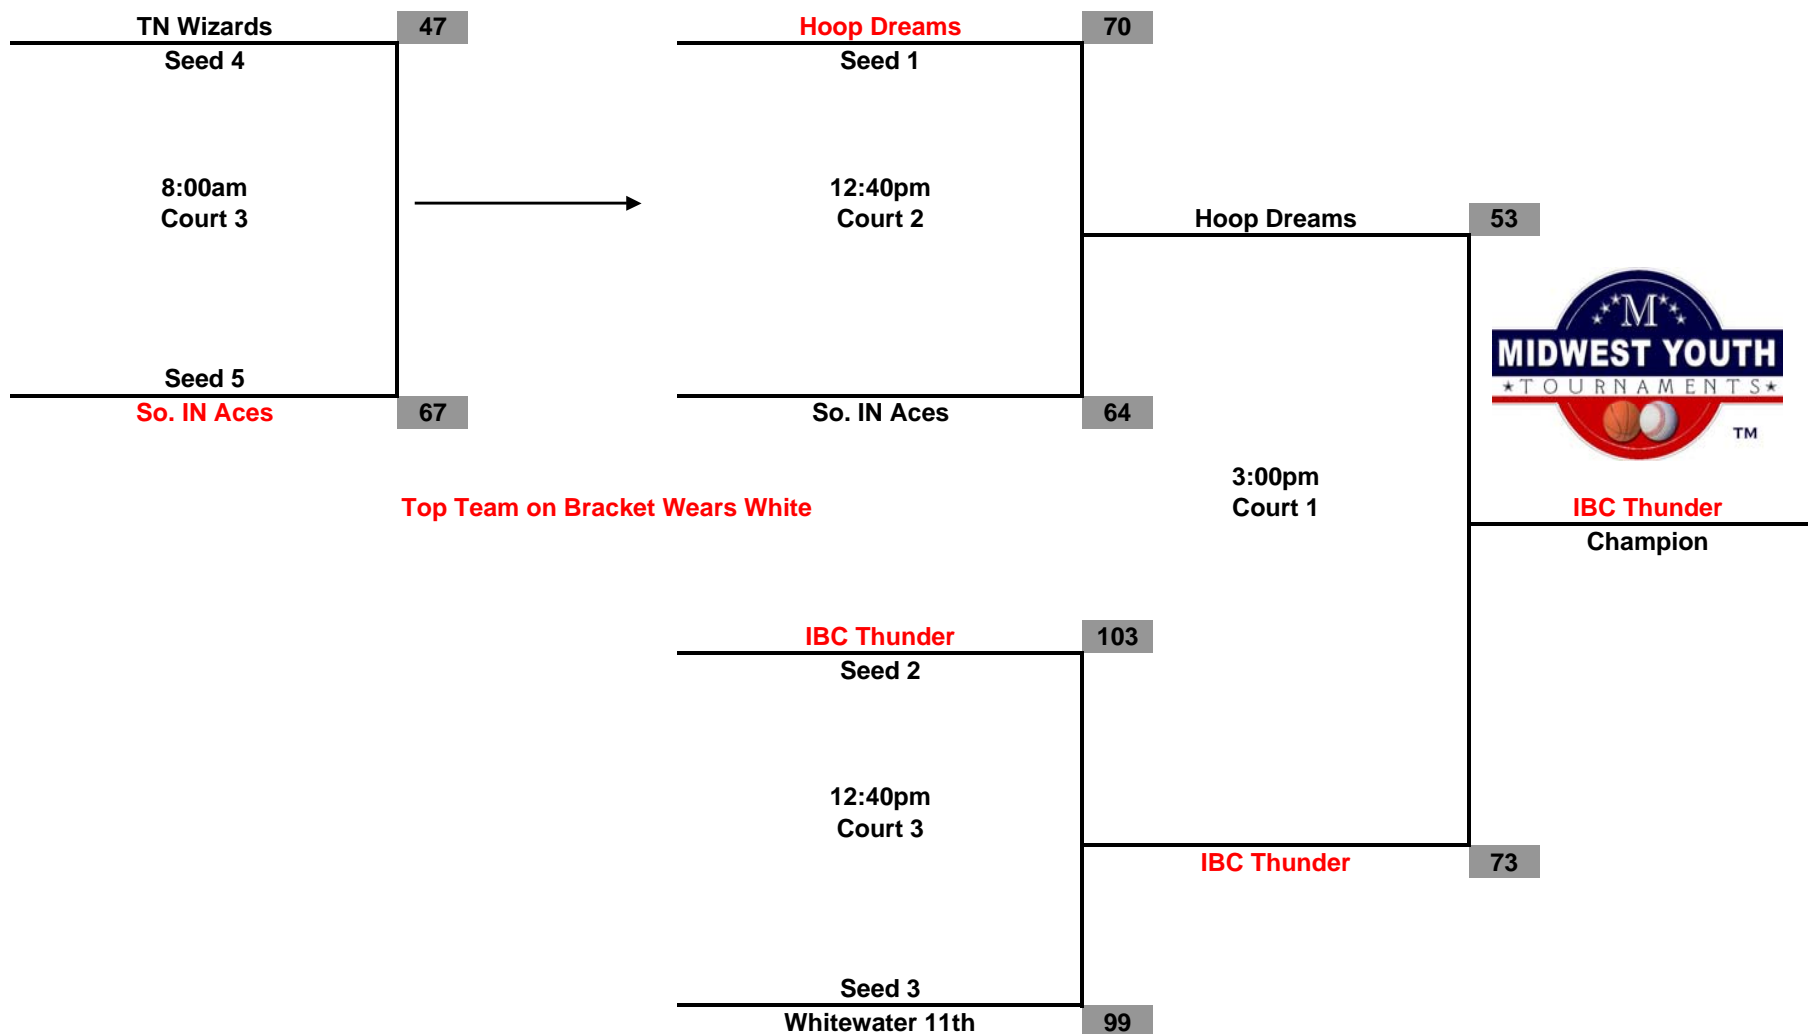 TN Wizards 47
Seed 4
8:00am
Court 3
Seed 5
So. IN Aces 67
Hoop Dreams 70
Seed 1
12:40pm
Court 2
So. IN Aces 64
Hoop Dreams 53
3:00pm
Court 1
M
MIDWEST YOUTH
TOURNAMENTS
TM
IBC Thunder
Champion
Top Team on Bracket Wears White
IBC Thunder 103
Seed 2
12:40pm
Court 3
IBC Thunder 73
Seed 3
Whitewater 11th 99